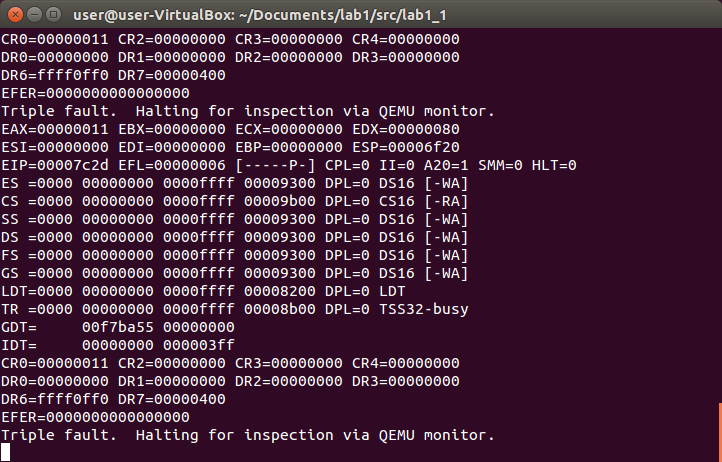 user@user-VirtualBox: ~/Documents/lab1/src/lab1_1
CR0=00000011 CR2=00000000 CR3=00000000 CR4=00000000
DR0=00000000 DR1=00000000 DR2=00000000 DR3=00000000
DR6=ffff0ff0 DR7=00000400
EFER=0000000000000000
Triple fault.  Halting for inspection via QEMU monitor.
EAX=00000011 EBX=00000000 ECX=00000000 EDX=00000080
ESI=00000000 EDI=00000000 EBP=00000000 ESP=00006f20
EIP=00007c2d EFL=00000006 [-----P-] CPL=0 II=0 A20=1 SMM=0 HLT=0
ES =0000 00000000 0000ffff 00009300 DPL=0 DS16 [-WA]
CS =0000 00000000 0000ffff 00009b00 DPL=0 CS16 [-RA]
SS =0000 00000000 0000ffff 00009300 DPL=0 DS16 [-WA]
DS =0000 00000000 0000ffff 00009300 DPL=0 DS16 [-WA]
FS =0000 00000000 0000ffff 00009300 DPL=0 DS16 [-WA]
GS =0000 00000000 0000ffff 00009300 DPL=0 DS16 [-WA]
LDT=0000 00000000 0000ffff 00008200 DPL=0 LDT
TR =0000 00000000 0000ffff 00008b00 DPL=0 TSS32-busy
GDT=     00f7ba55 00000000
IDT=     00000000 000003ff
CR0=00000011 CR2=00000000 CR3=00000000 CR4=00000000
DR0=00000000 DR1=00000000 DR2=00000000 DR3=00000000
DR6=ffff0ff0 DR7=00000400
EFER=0000000000000000
Triple fault.  Halting for inspection via QEMU monitor.